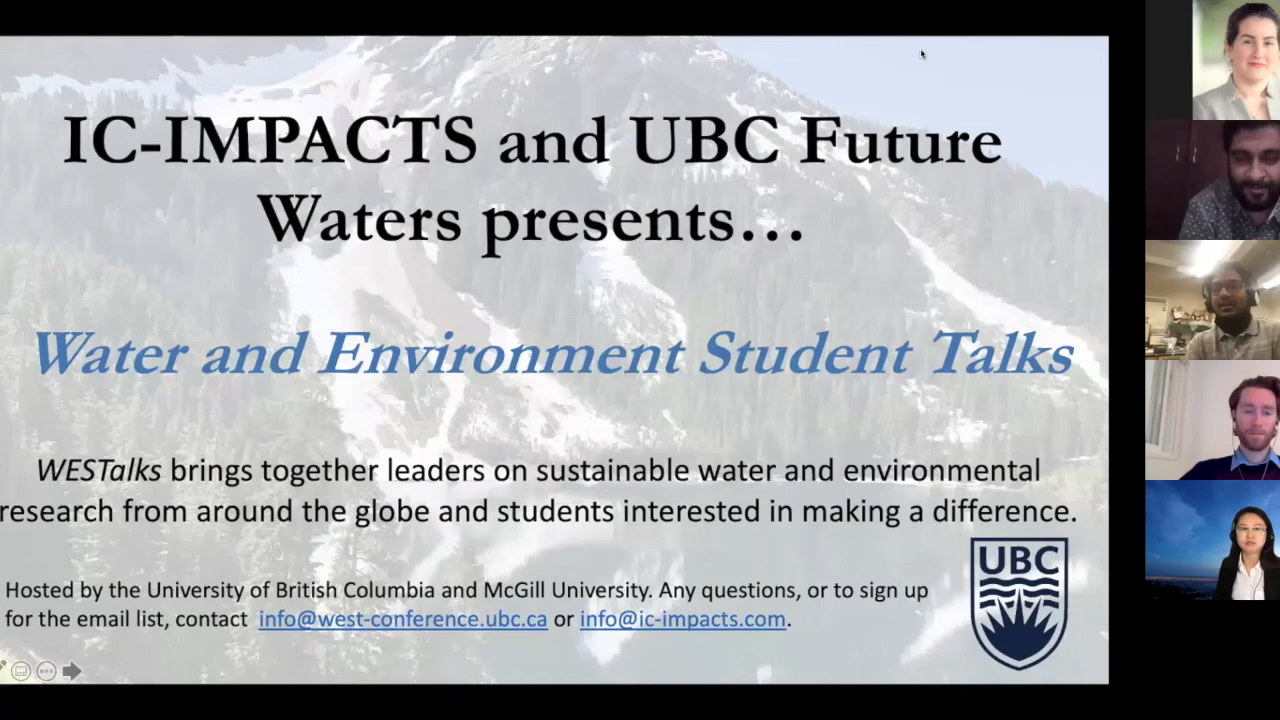 IC-IMPACTS and UBC Future
Waters presents...
Water and Environment Student Talks
WESTalks brings together leaders on sustainable water and environmental
research from around the globe and students interested in making a difference.
Hosted by the University of British Columbia and McGill University. Any questions, or to sign up
for the email list, contact info@west-conference.ubc.ca or info@ic-impacts.com.
UBC